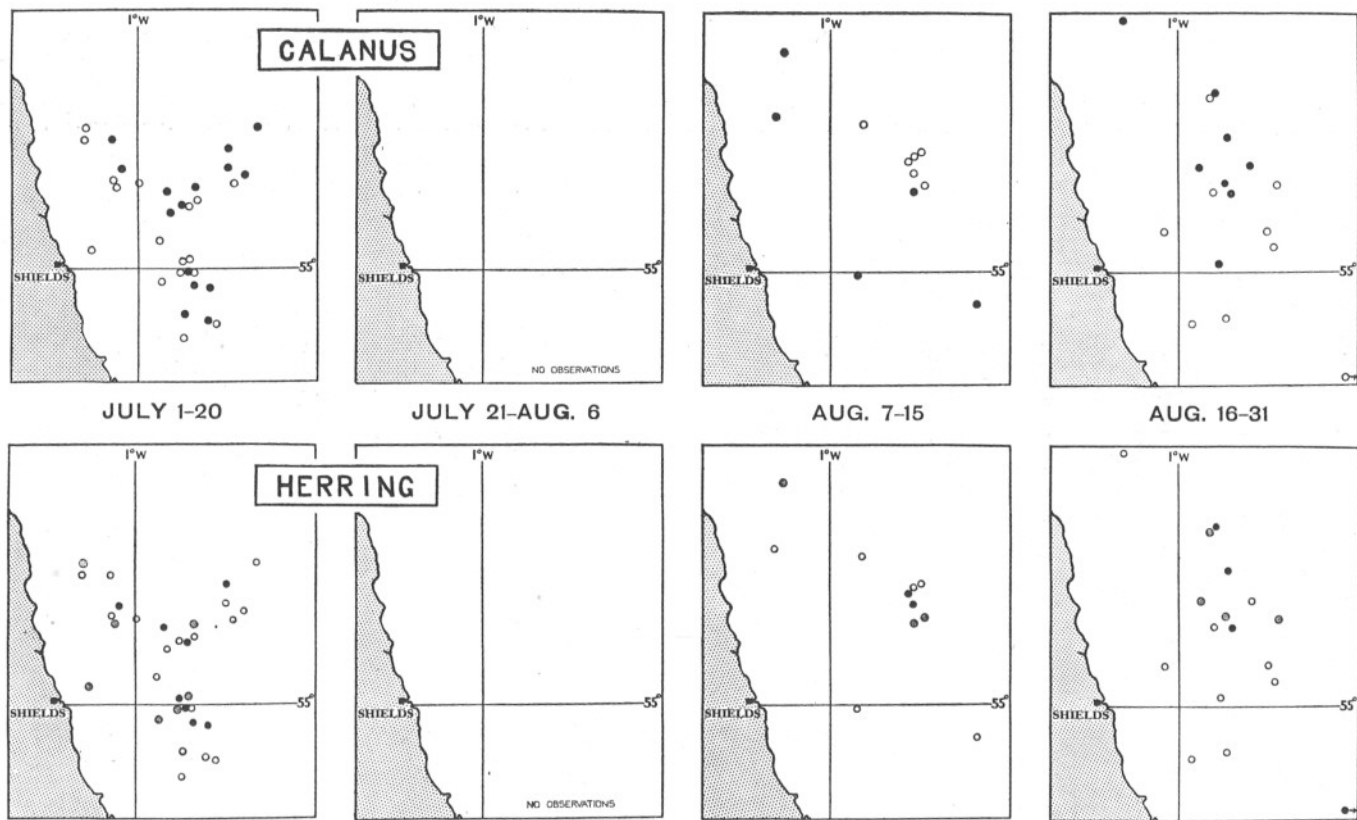 1°W 1°W 1°W 1°W
CALANUS
55° 55° 55°
SHIELDS SHIELDS SHIELDS SHIELDS
NO OBSERVATIONS
JULY 1–20 JULY 21–AUG. 6 AUG. 7–15 AUG. 16–31
1°W 1°W 1°W 1°W
HERRING
55° 55° 55°
SHIELDS SHIELDS SHIELDS SHIELDS
NO OBSERVATIONS